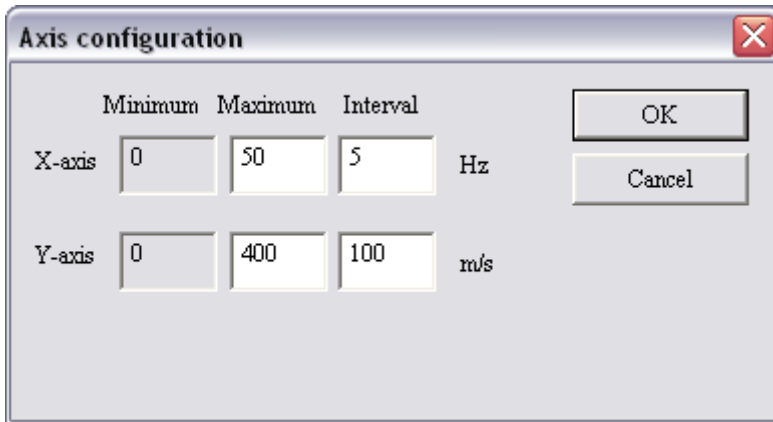 Axis configuration
Minimum Maximum Interval
OK
X-axis 0 50 5 Hz
Cancel
Y-axis 0 400 100 m/s